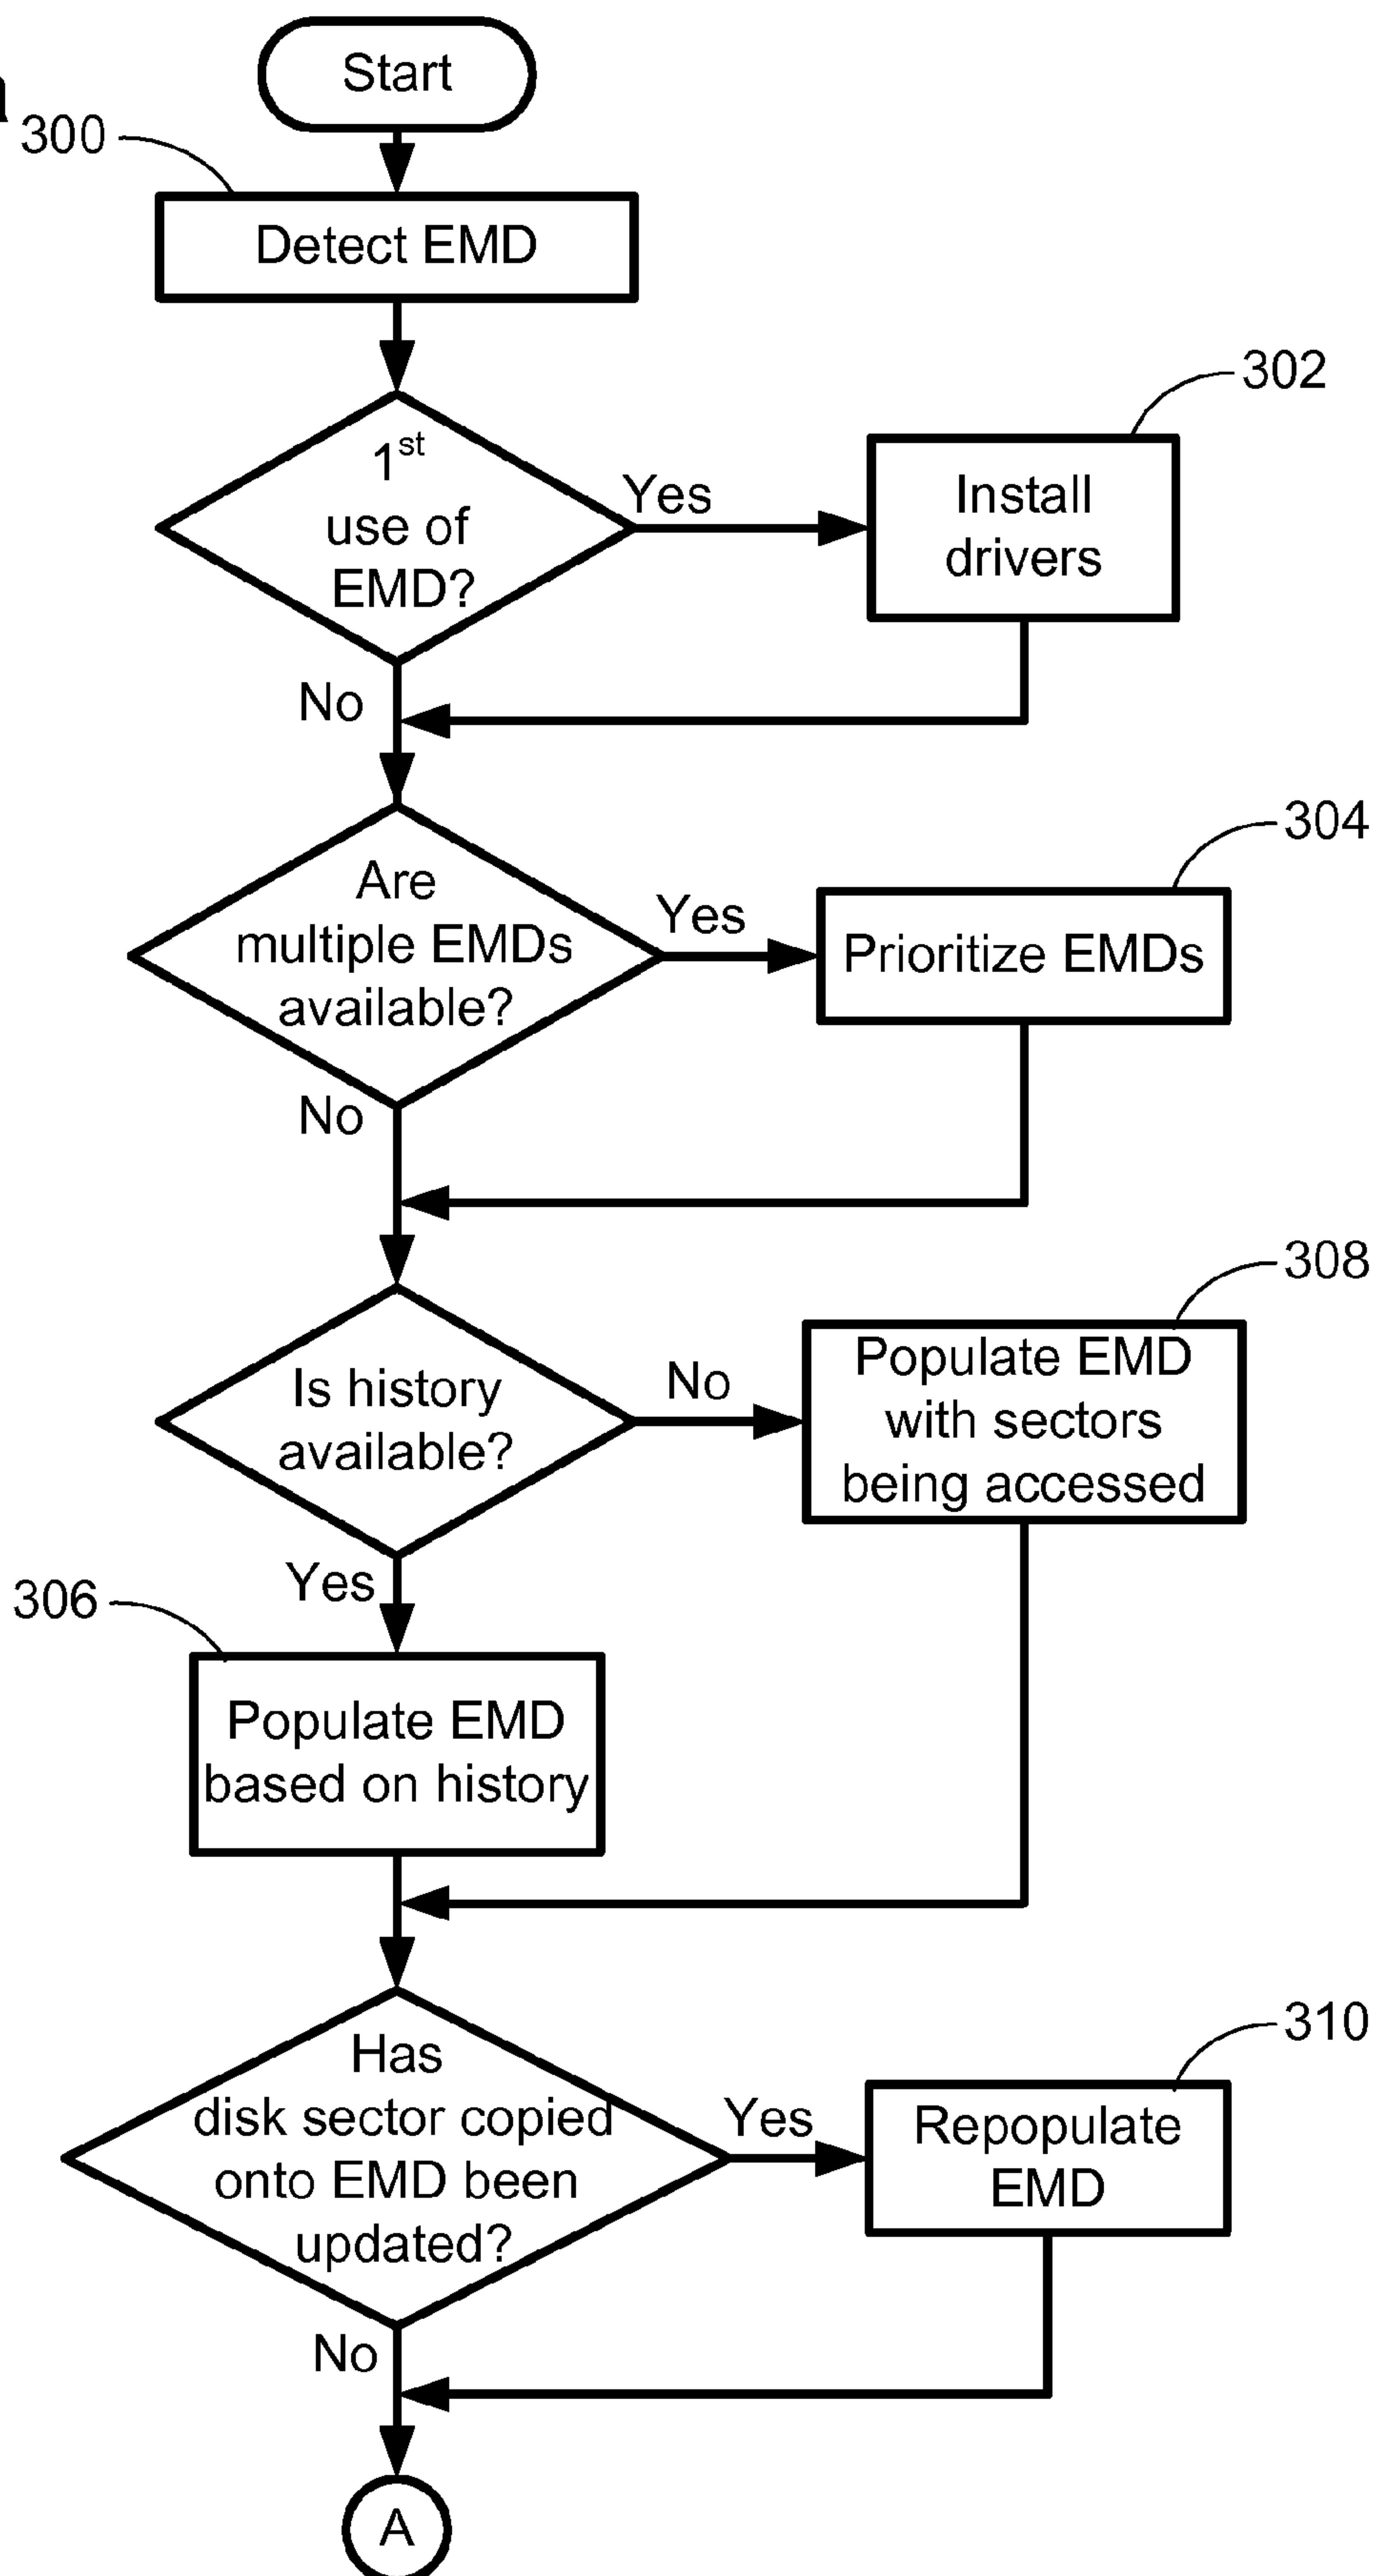 Start
300
Detect EMD
302
1st
use of
EMD?
Yes
Install
drivers
No
304
Are
multiple EMDs
available?
Yes
Prioritize EMDs
No
308
Is history
available?
No
Populate EMD
with sectors
being accessed
Yes
306
Populate EMD
based on history
310
Has
disk sector copied
onto EMD been
updated?
Yes
Repopulate
EMD
No
A